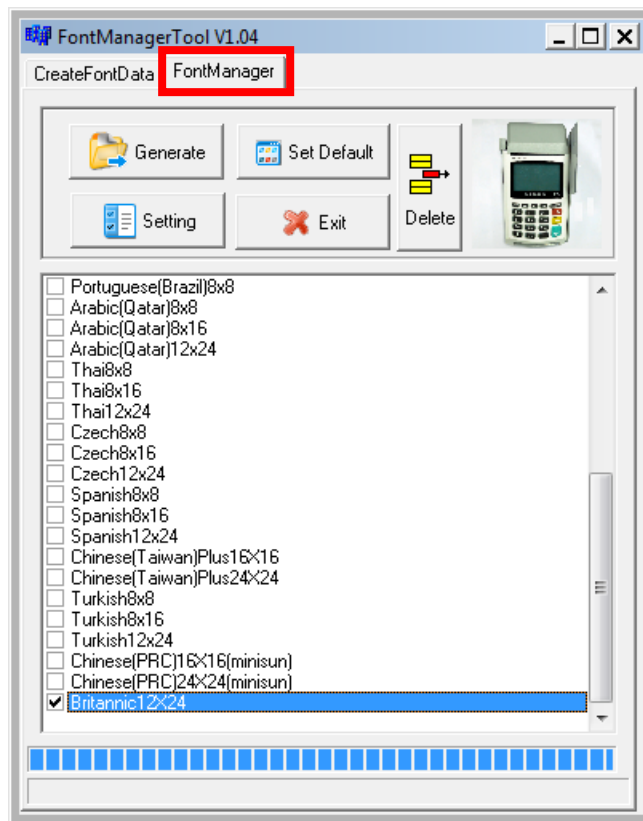 FontManagerTool V1.04
CreateFontData FontManager
Generate Set Default
Setting Exit Delete
Portuguese(Brazil)8x8
Arabic(Qatar)8x8
Arabic(Qatar)8x16
Arabic(Qatar)12x24
Thai8x8
Thai8x16
Thai12x24
Czech8x8
Czech8x16
Czech12x24
Spanish8x8
Spanish8x16
Spanish12x24
Chinese(Taiwan)Plus16X16
Chinese(Taiwan)Plus24X24
Turkish8x8
Turkish8x16
Turkish12x24
Chinese(PRC)16X16(minisun)
Chinese(PRC)24X24(minisun)
Britannic12X24